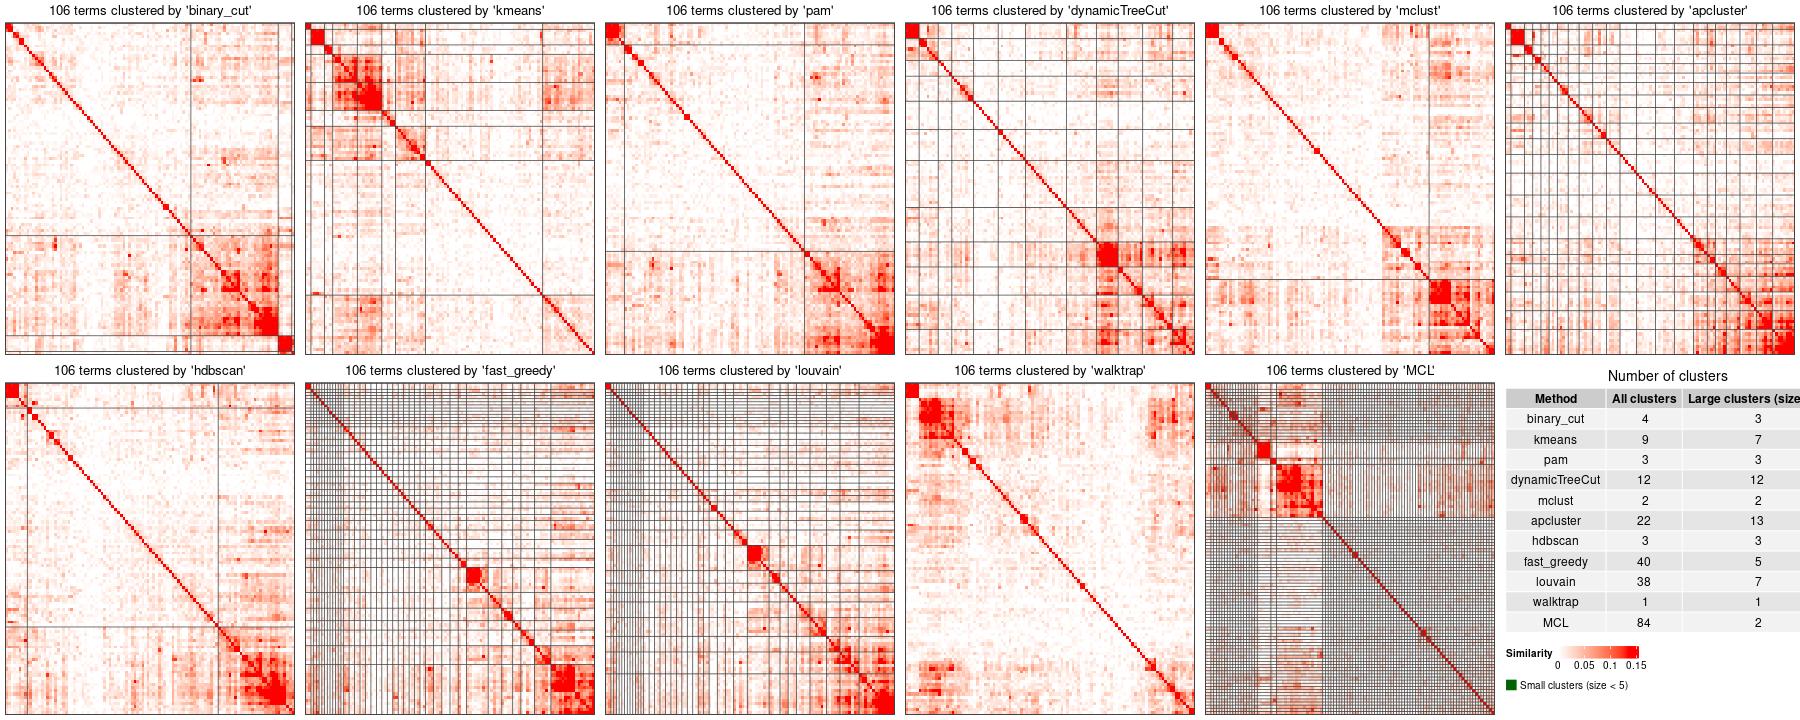 106 terms clustered by 'binary_cut'
106 terms clustered by 'kmeans'
106 terms clustered by 'pam'
106 terms clustered by 'dynamicTreeCut'
106 terms clustered by 'mclust'
106 terms clustered by 'apcluster'
106 terms clustered by 'hdbscan'
106 terms clustered by 'fast_greedy'
106 terms clustered by 'louvain'
106 terms clustered by 'walktrap'
106 terms clustered by 'MCL'
Number of clusters
Method All clusters Large clusters (size
binary_cut 4 3
kmeans 9 7
pam 3 3
dynamicTreeCut 12 12
mclust 2 2
apcluster 22 13
hdbscan 3 3
fast_greedy 40 5
louvain 38 7
walktrap 1 1
MCL 84 2
Similarity
0 0.05 0.1 0.15
Small clusters (size < 5)